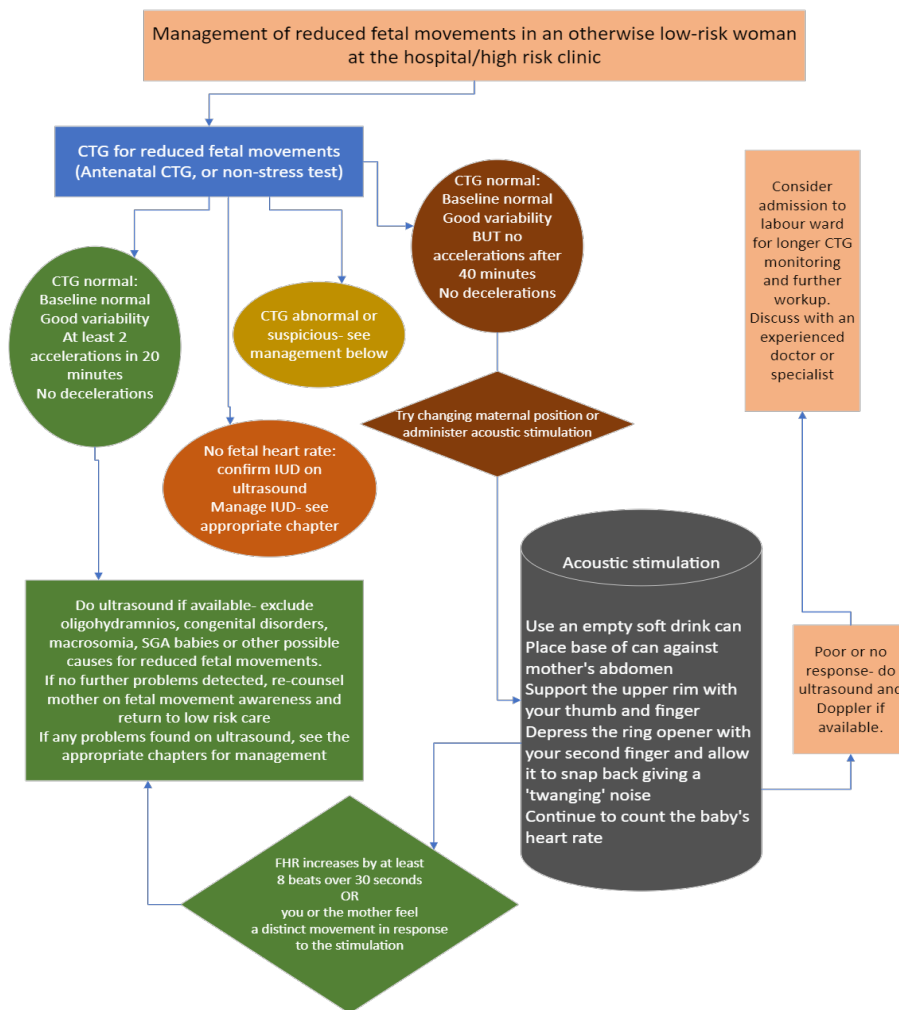 Management of reduced fetal movements in an otherwise low-risk woman
at the hospital/high risk clinic
CTG for reduced fetal movements
(Antenatal CTG, or non-stress test)
CTG normal:
Baseline normal
Good variability
At least 2
accelerations in 20
minutes
No decelerations
CTG abnormal or
suspicious- see
management below
CTG normal:
Baseline normal
Good variability
BUT no
accelerations after
40 minutes
No decelerations
Consider
admission to
labour ward
for longer CTG
monitoring
and further
workup.
Discuss with an
experienced
doctor or
specialist
No fetal heart rate:
confirm IUD on
ultrasound
Manage IUD- see
appropriate chapter
Try changing maternal position or
administer acoustic stimulation
Acoustic stimulation
Use an empty soft drink can
Place base of can against
mother's abdomen
Support the upper rim with
your thumb and finger
Depress the ring opener with
your second finger and allow
it to snap back giving a
'twanging' noise
Continue to count the baby's
heart rate
Do ultrasound if available- exclude
oligohydramnios, congenital disorders,
macrosomia, SGA babies or other possible
causes for reduced fetal movements.
If no further problems detected, re-counsel
mother on fetal movement awareness and
return to low risk care
If any problems found on ultrasound, see the
appropriate chapters for management
Poor or no
response- do
ultrasound and
Doppler if
available.
FHR increases by at least
8 beats over 30 seconds
OR
you or the mother feel
a distinct movement in response
to the stimulation